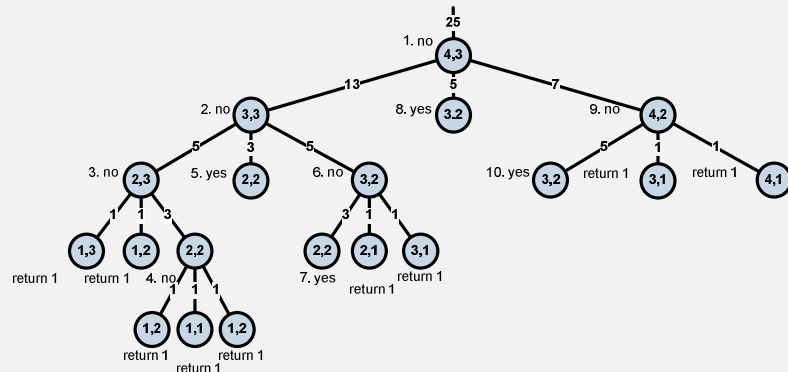 25
1. no
4,3
13
5
7
2. no
3,3
8. yes
3.2
9. no
4,2
5
3
5
5
1
1
3. no
2,3
5. yes
2,2
6. no
3,2
10. yes
3,2
return 1
3,1
return 1
4,1
1
1
3
3
1
1
1,3
1,2
2,2
2,2
2,1
3,1
return 1
return 1
4. no
7. yes
return 1
return 1
1
1
1
1,2
1,1
1,2
return 1
return 1
return 1